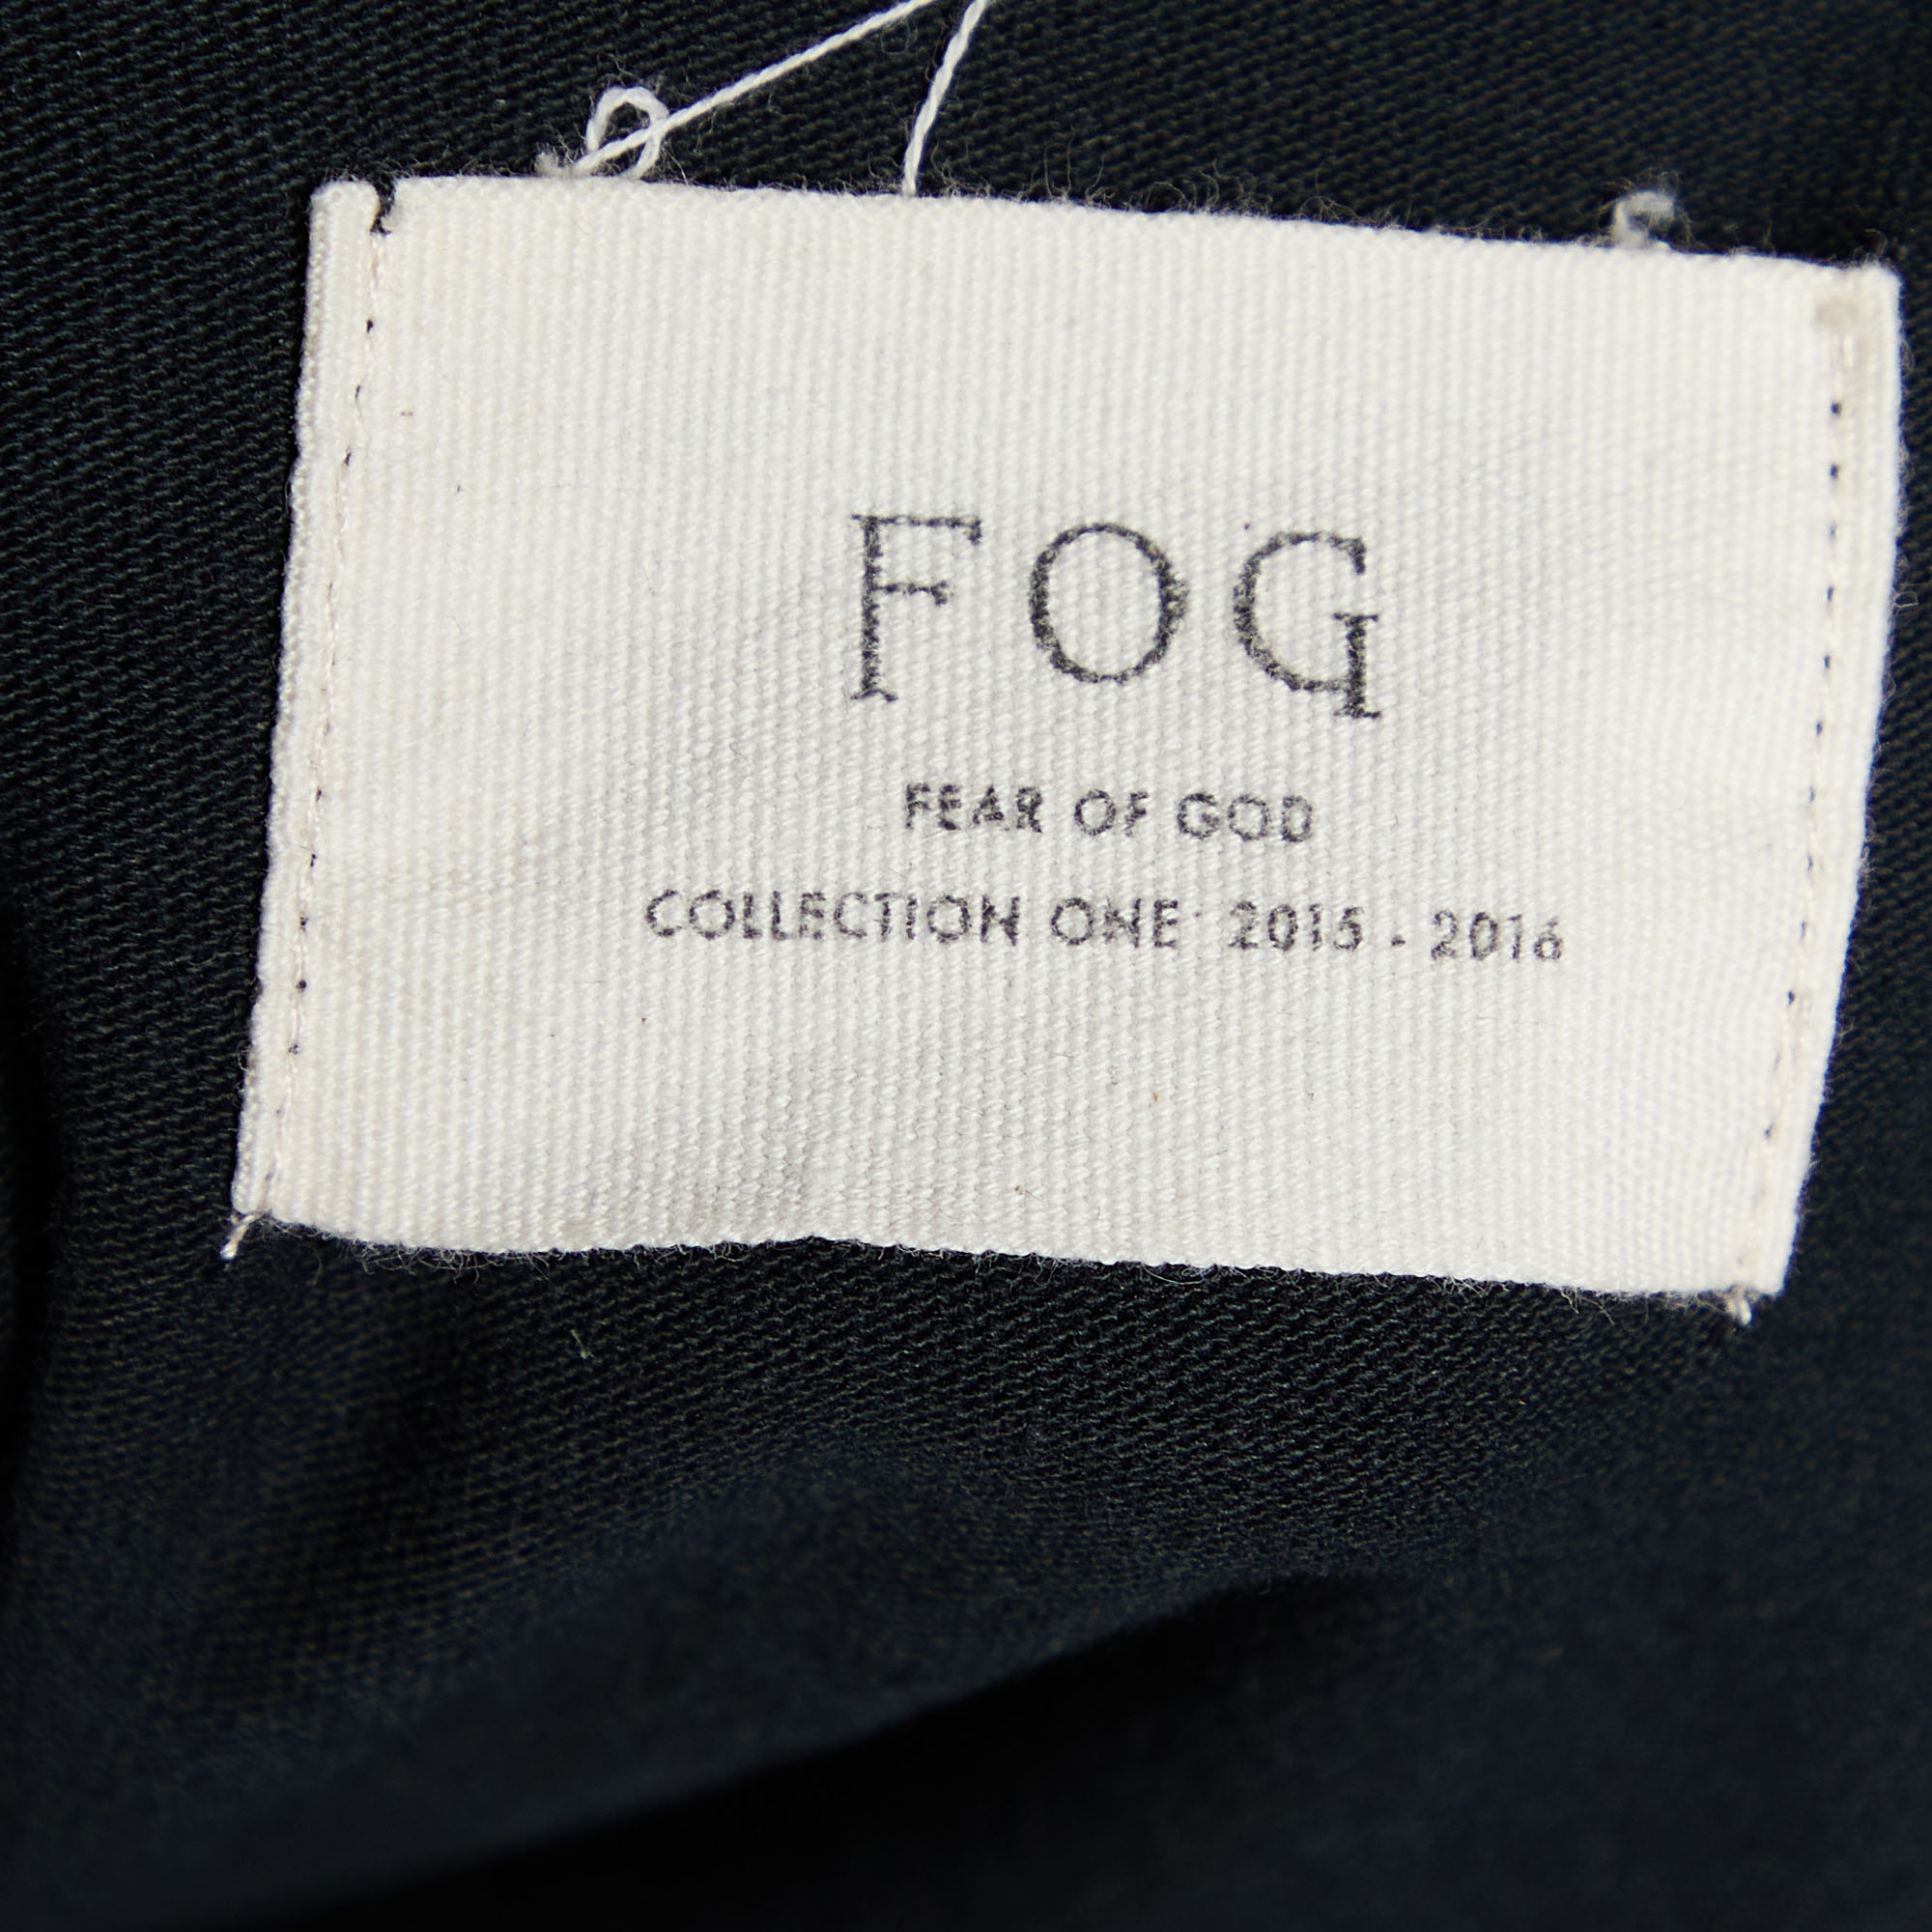 FOG
FEAR OF GOD
COLLECTION ONE 2015 - 2016